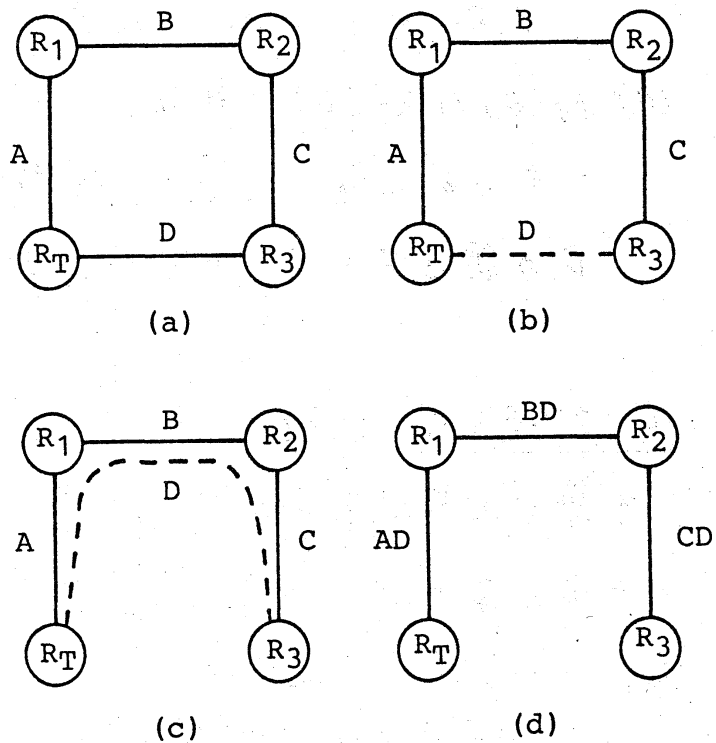 B
R1 R2
A C
D
RT R3
(a)
B
R1 R2
A C
D
RT R3
(b)
B
R1 R2
D
A C
RT R3
(c)
BD
R1 R2
AD CD
RT R3
(d)